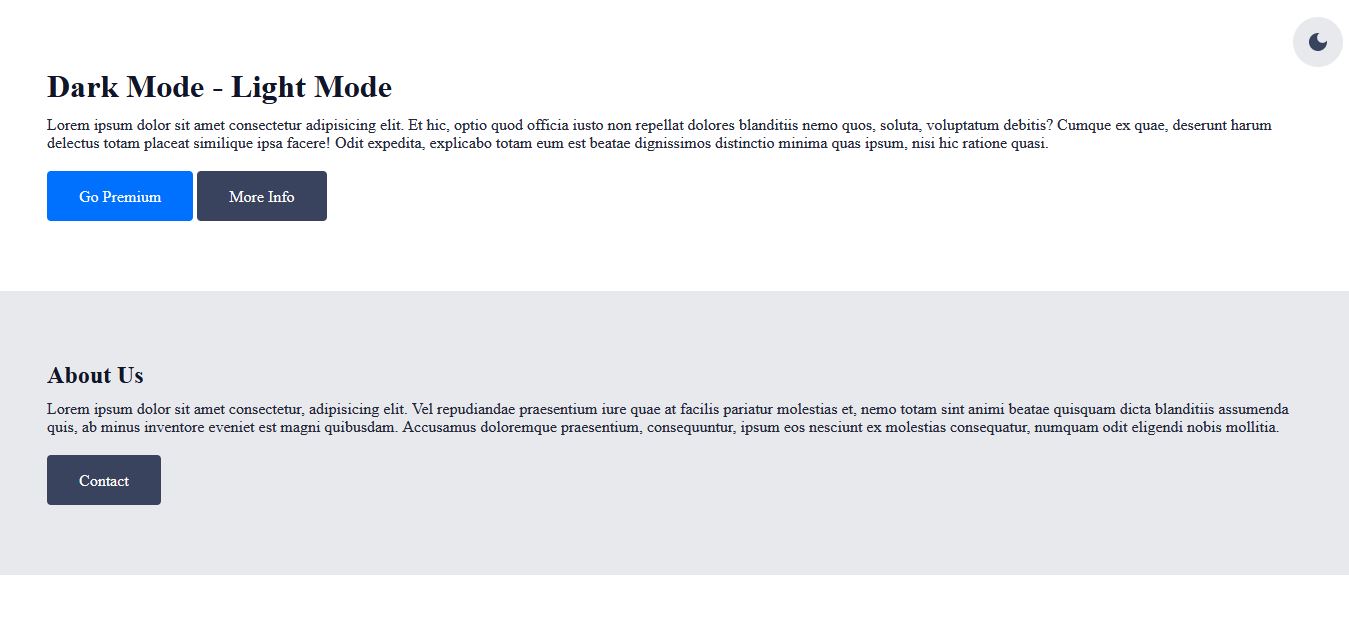 Dark Mode - Light Mode
Lorem ipsum dolor sit amet consectetur adipisicing elit. Et hic, optio quod officia iusto non repellat dolores blanditiis nemo quos, soluta, voluptatum debitis? Cumque ex quae, deserunt harum
delectus totam placeat similique ipsa facere! Odit expedita, explicabo totam eum est beatae dignissimos distinctio minima quas ipsum, nisi hic ratione quasi.
Go Premium
More Info
About Us
Lorem ipsum dolor sit amet consectetur, adipisicing elit. Vel repudiandae praesentium iure quae at facilis pariatur molestias et, nemo totam sint animi beatae quisquam dicta blanditiis assumenda
quis, ab minus inventore eveniet est magni quibusdam. Accusamus doloremque praesentium, consequuntur, ipsum eos nesciunt ex molestias consequatur, numquam odit eligendi nobis mollitia.
Contact